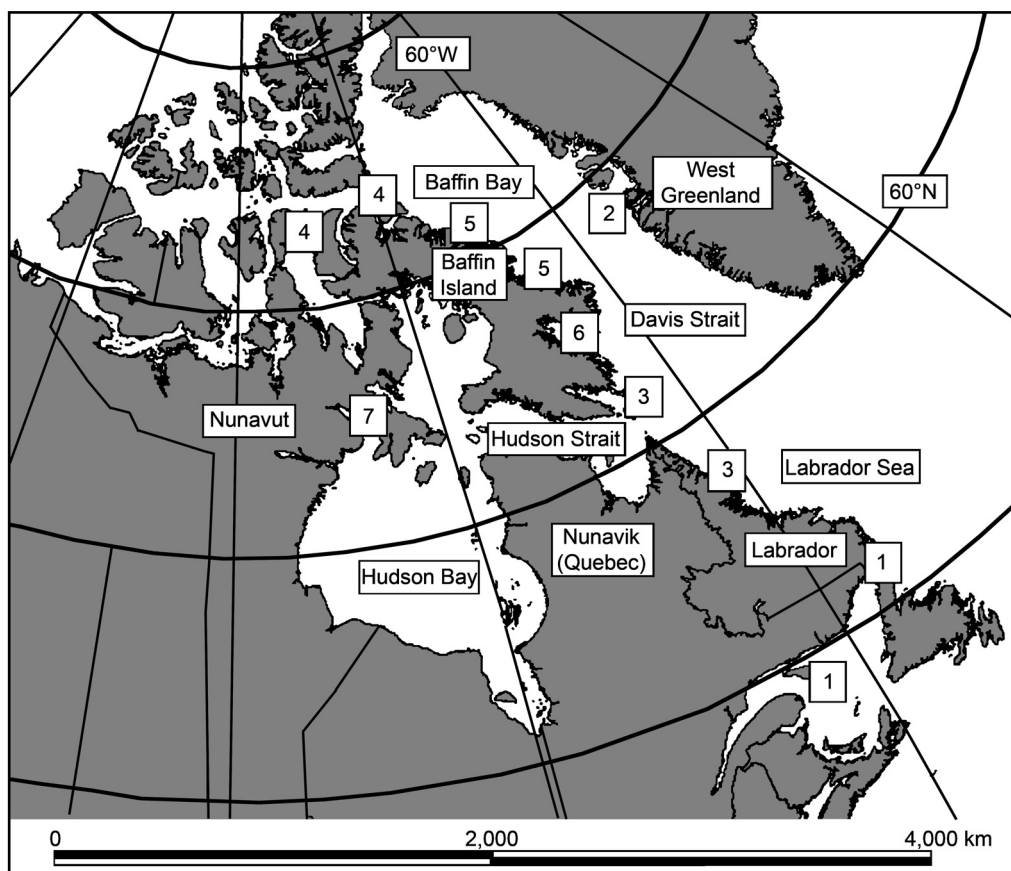 60°W
Baffin Bay
West
Greenland
60°N
4
2
4
5
5
Baffin
Island
Davis Strait
6
3
Nunavut
7
Hudson Strait
3
Labrador Sea
Nunavik
(Quebec)
Labrador
1
Hudson Bay
1
0
2,000
4,000 km